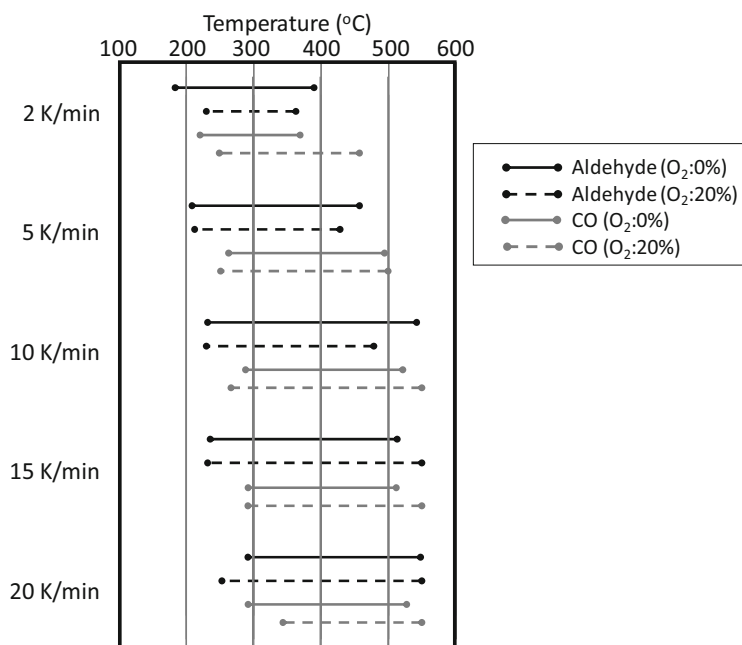 Temperature (°C)
100 200 300 400 500 600
2 K/min
5 K/min
10 K/min
15 K/min
20 K/min
Aldehyde (O₂:0%)
Aldehyde (O₂:20%)
CO (O₂:0%)
CO (O₂:20%)